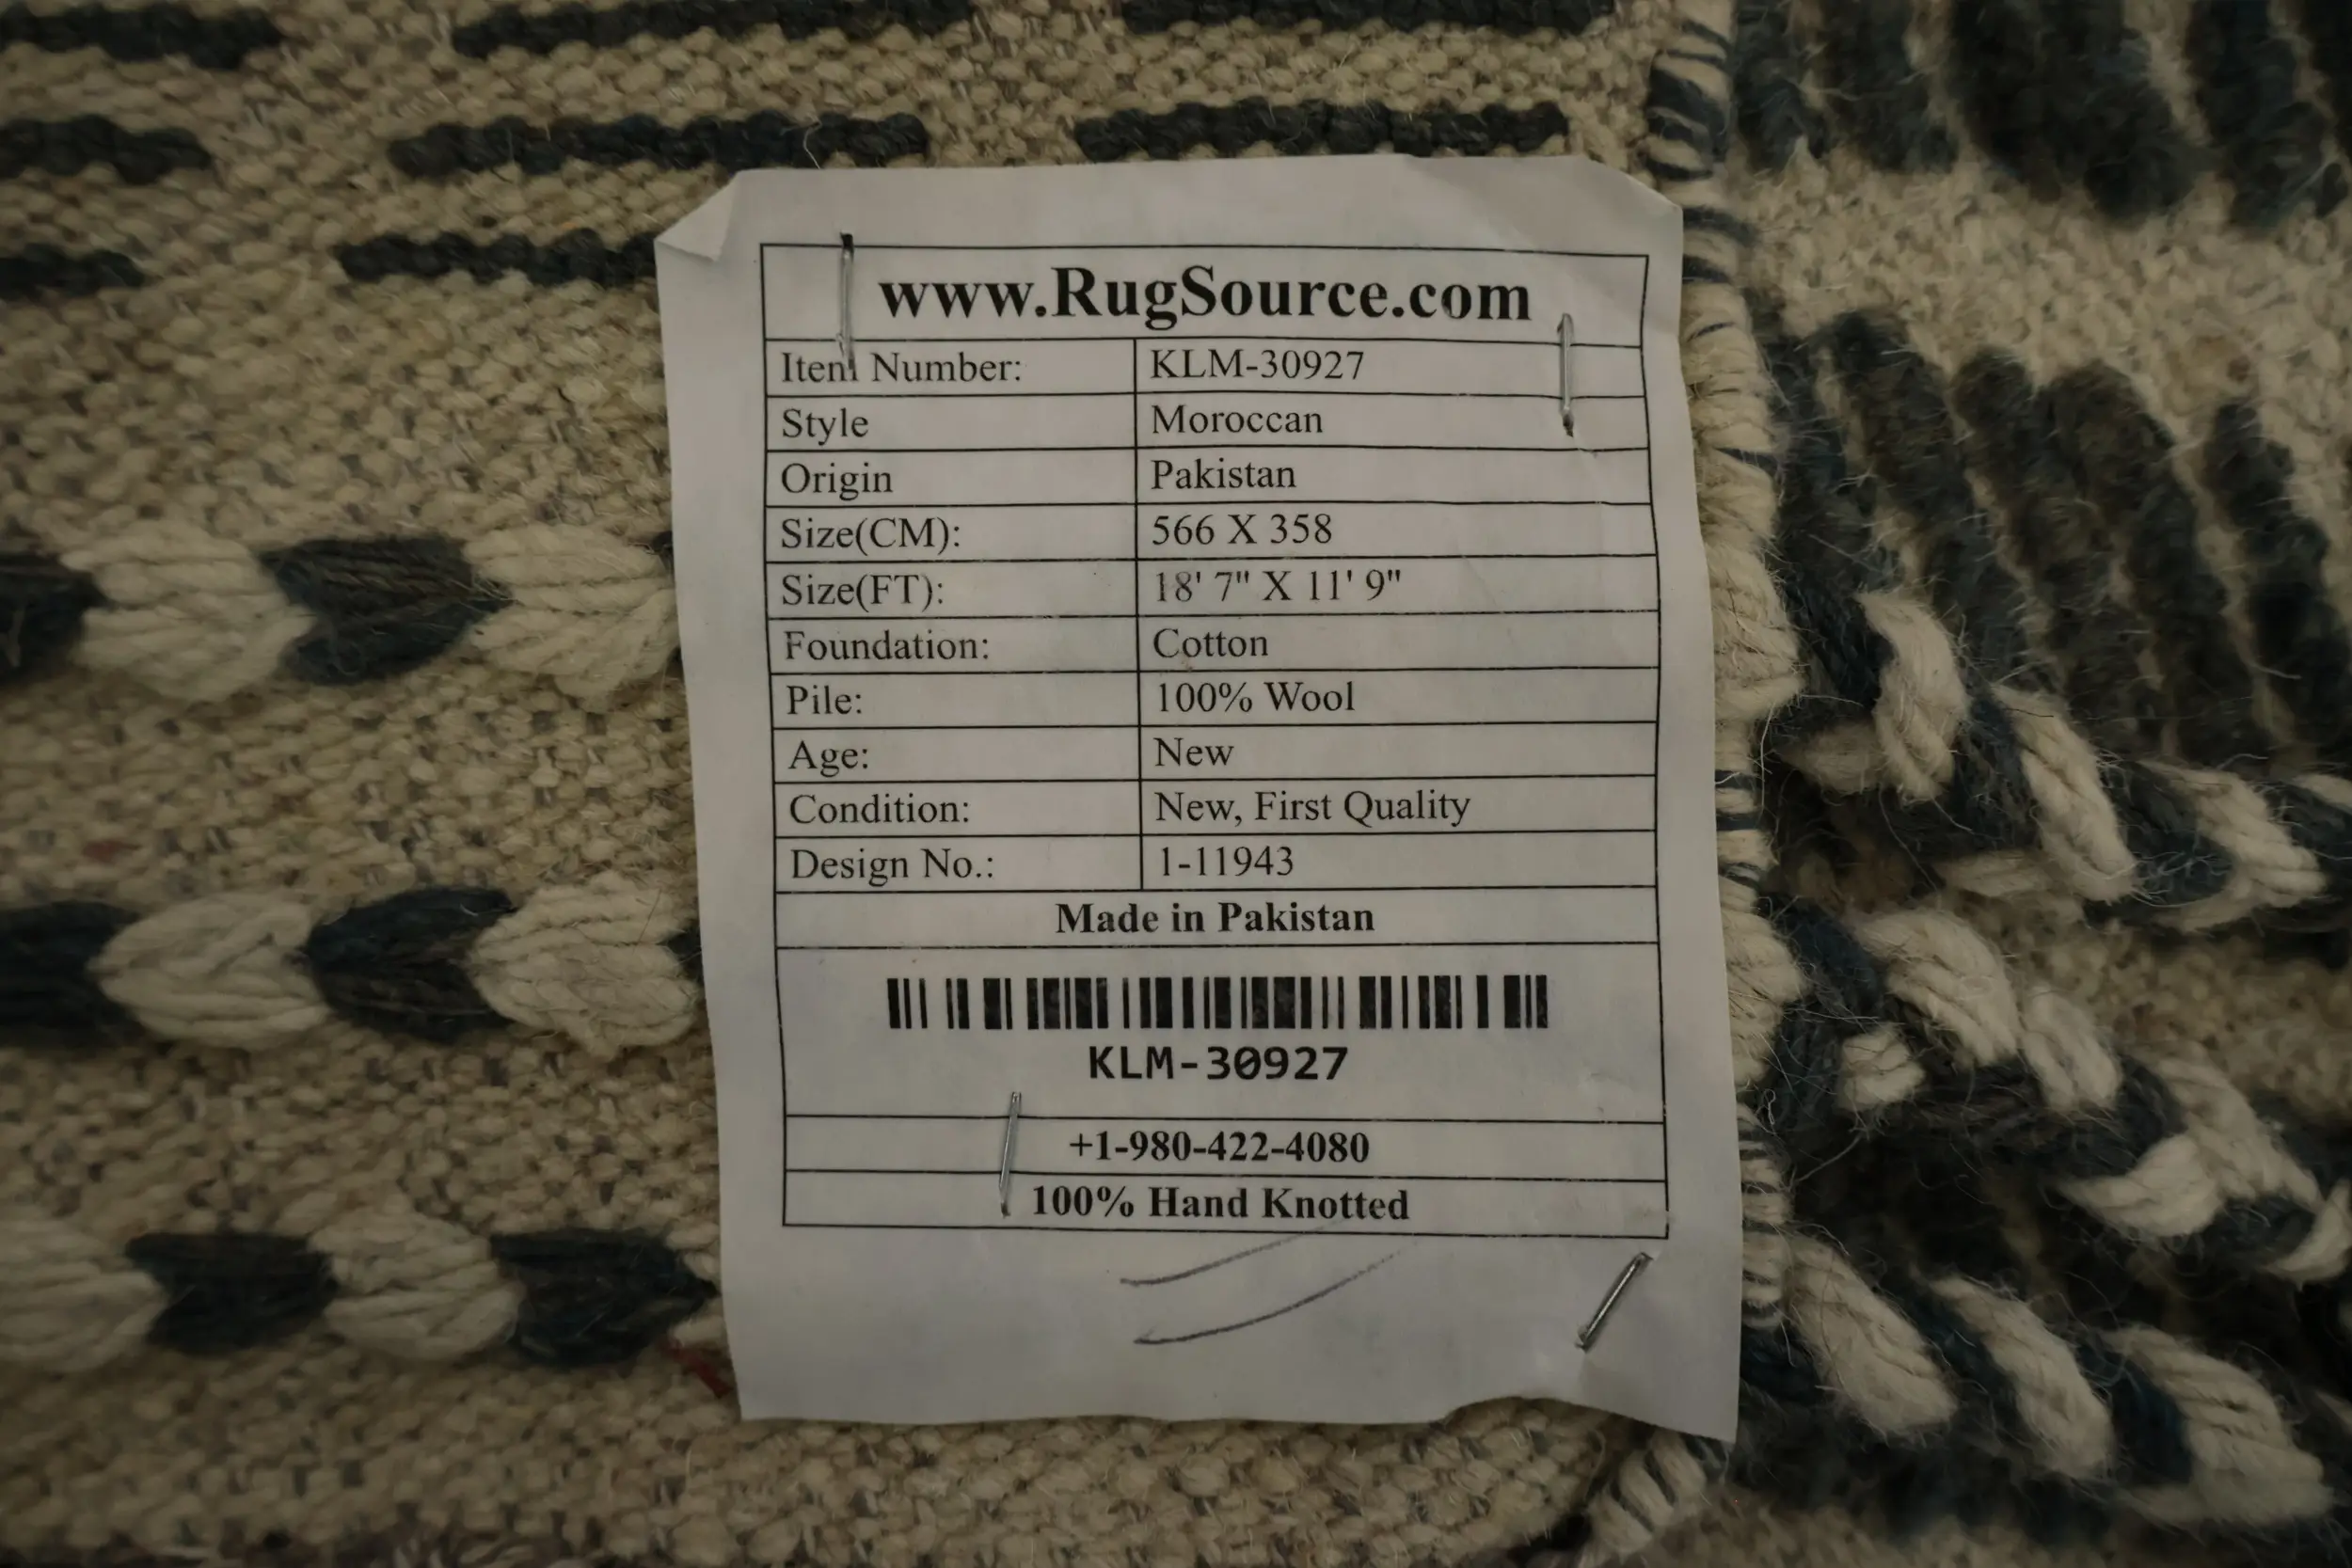 www.RugSource.com
Item Number: KLM-30927
Style Moroccan
Origin Pakistan
Size(CM): 566 X 358
Size(FT): 18' 7" X 11' 9"
Foundation: Cotton
Pile: 100% Wool
Age: New
Condition: New, First Quality
Design No.: 1-11943
Made in Pakistan
KLM-30927
+1-980-422-4080
100% Hand Knotted